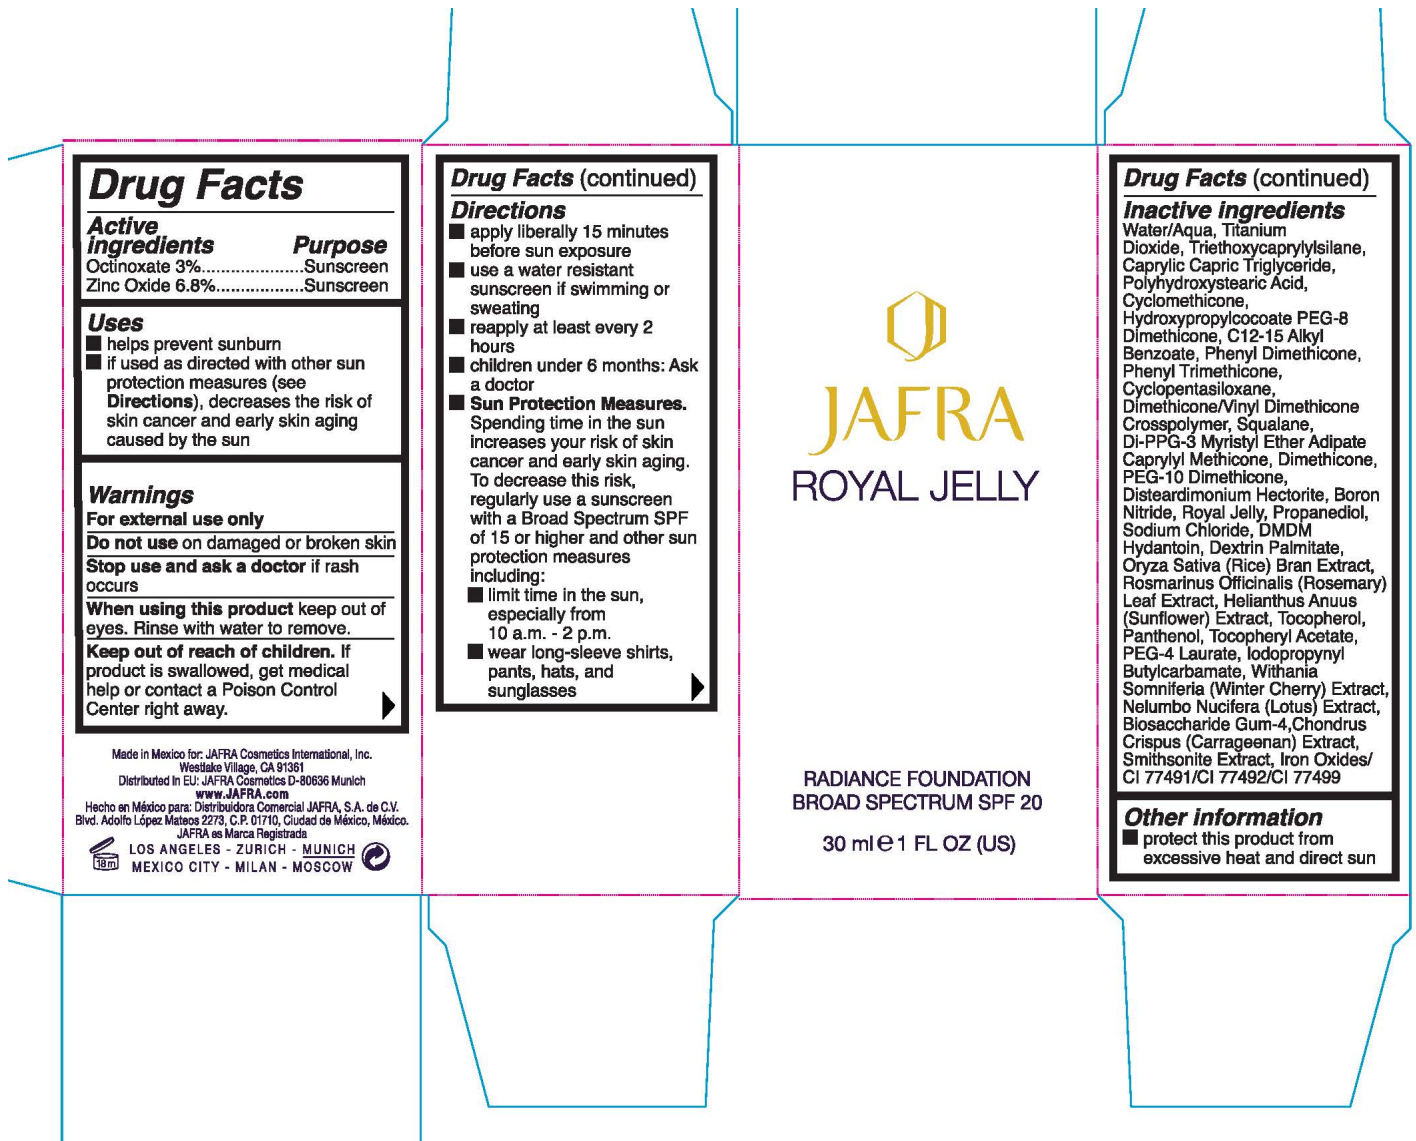 Drug Facts
Active
ingredients Purpose
Octinoxate 3%.....................Sunscreen
Zinc Oxide 6.8%..................Sunscreen
Uses
■ helps prevent sunburn
■ if used as directed with other sun
protection measures (see
Directions), decreases the risk of
skin cancer and early skin aging
caused by the sun
Warnings
For external use only
Do not use on damaged or broken skin
Stop use and ask a doctor if rash
occurs
When using this product keep out of
eyes. Rinse with water to remove.
Keep out of reach of children. If
product is swallowed, get medical
help or contact a Poison Control
Center right away.
Made in Mexico for: JAFRA Cosmetics International, Inc.
Westlake Village, CA 91361
Distributed in EU: JAFRA Cosmetics D-80636 Munich
www.JAFRA.com
Hecho en México para: Distribuidora Comercial JAFRA, S.A. de C.V.
Blvd. Adolfo López Mateos 2273, C.P. 01710, Ciudad de México, México.
JAFRA es Marca Registrada
18m
LOS ANGELES - ZURICH - MUNICH
MEXICO CITY - MILAN - MOSCOW
Drug Facts (continued)
Directions
■ apply liberally 15 minutes
before sun exposure
■ use a water resistant
sunscreen if swimming or
sweating
■ reapply at least every 2
hours
■ children under 6 months: Ask
a doctor
■ Sun Protection Measures.
Spending time in the sun
increases your risk of skin
cancer and early skin aging.
To decrease this risk,
regularly use a sunscreen
with a Broad Spectrum SPF
of 15 or higher and other sun
protection measures
including:
■ limit time in the sun,
especially from
10 a.m. - 2 p.m.
■ wear long-sleeve shirts,
pants, hats, and
sunglasses
JAFRA
ROYAL JELLY
RADIANCE FOUNDATION
BROAD SPECTRUM SPF 20
30 ml ℮ 1 FL OZ (US)
Drug Facts (continued)
Inactive ingredients
Water/Aqua, Titanium
Dioxide, Triethoxycaprylylsilane,
Caprylic Capric Triglyceride,
Polyhydroxystearic Acid,
Cyclomethicone,
Hydroxypropylcocoate PEG-8
Dimethicone, C12-15 Alkyl
Benzoate, Phenyl Dimethicone,
Phenyl Trimethicone,
Cyclopentasiloxane,
Dimethicone/Vinyl Dimethicone
Crosspolymer, Squalane,
Di-PPG-3 Myristyl Ether Adipate
Caprylyl Methicone, Dimethicone,
PEG-10 Dimethicone,
Disteardimonium Hectorite, Boron
Nitride, Royal Jelly, Propanediol,
Sodium Chloride, DMDM
Hydantoin, Dextrin Palmitate,
Oryza Sativa (Rice) Bran Extract,
Rosmarinus Officinalis (Rosemary)
Leaf Extract, Helianthus Anuus
(Sunflower) Extract, Tocopherol,
Panthenol, Tocopheryl Acetate,
PEG-4 Laurate, Iodopropynyl
Butylcarbamate, Withania
Somniferia (Winter Cherry) Extract,
Nelumbo Nucifera (Lotus) Extract,
Biosaccharide Gum-4,Chondrus
Crispus (Carrageenan) Extract,
Smithsonite Extract, Iron Oxides/
CI 77491/CI 77492/CI 77499
Other information
■ protect this product from
excessive heat and direct sun